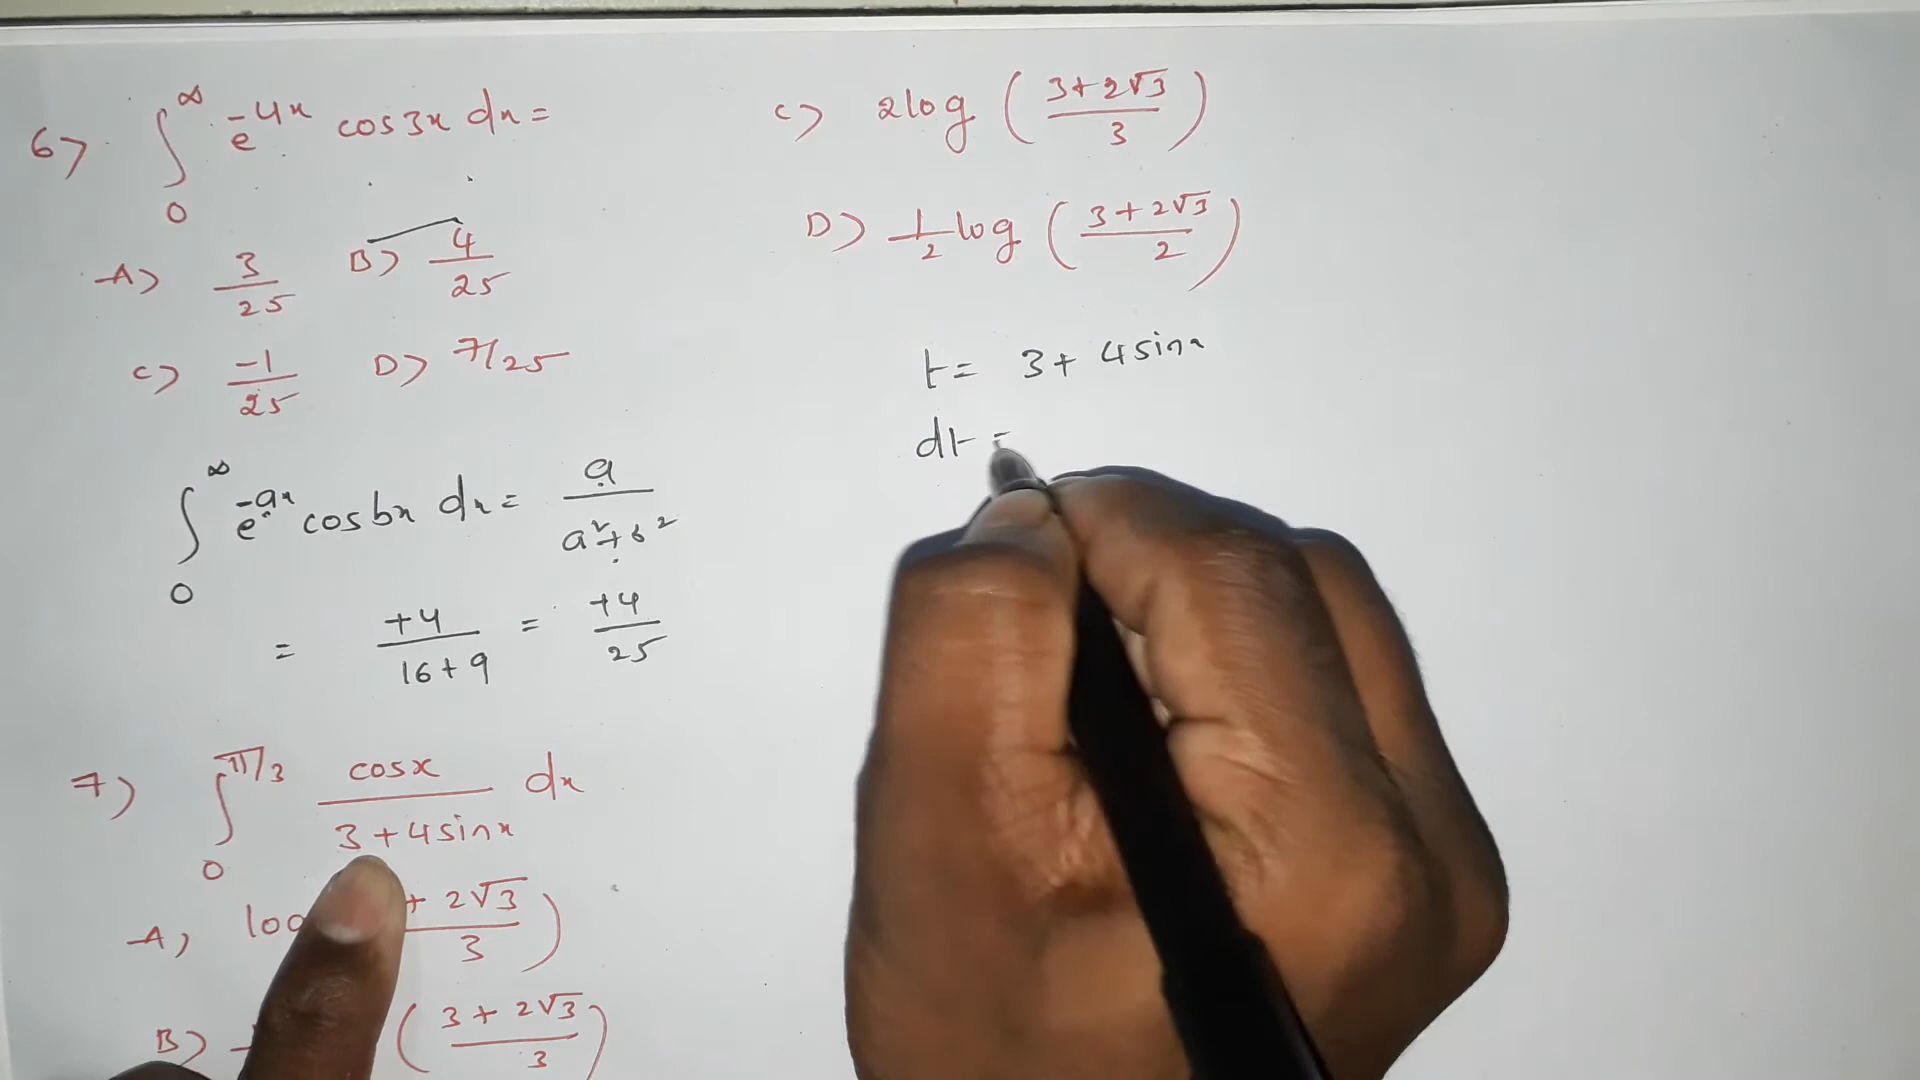 6) ∫₀^∞ e^(-4x) cos3x dx =
A) 3/25 B) 4/25
C) -1/25 D) 7/25
∫₀^∞ e^(-ax) cosbx dx = a/(a²+b²)
= +4/(16+9) = +4/25
7) ∫₀^(π/3) cosx/(3+4sinx) dx
A) log + 2√3)/3)
B) ((3+2√3)/3)
C) 2log ((3+2√3)/3)
D) 1/2 log ((3+2√3)/2)
t = 3 + 4sinx
dt =